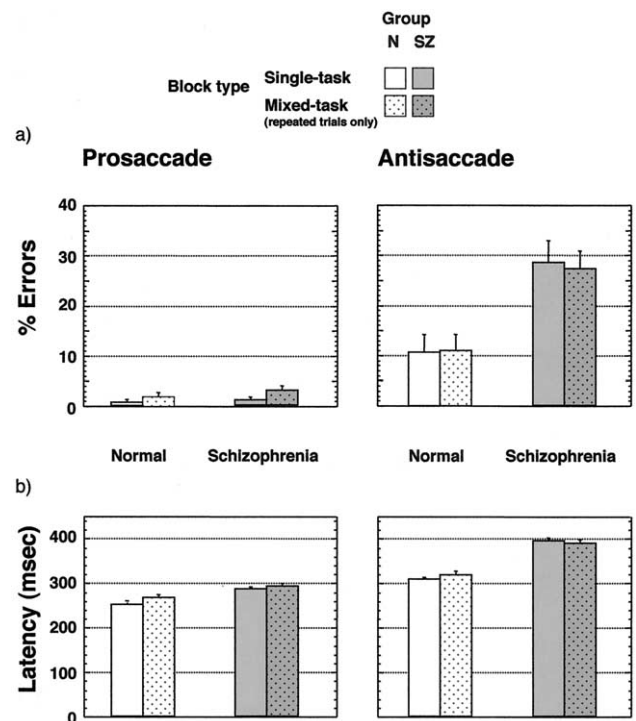 Group
N SZ
Block type Single-task
Mixed-task
(repeated trials only)
a)
Prosaccade Antisaccade
% Errors
40
30
20
10
0
Normal Schizophrenia Normal Schizophrenia
b)
Latency (msec)
400
300
200
100
0